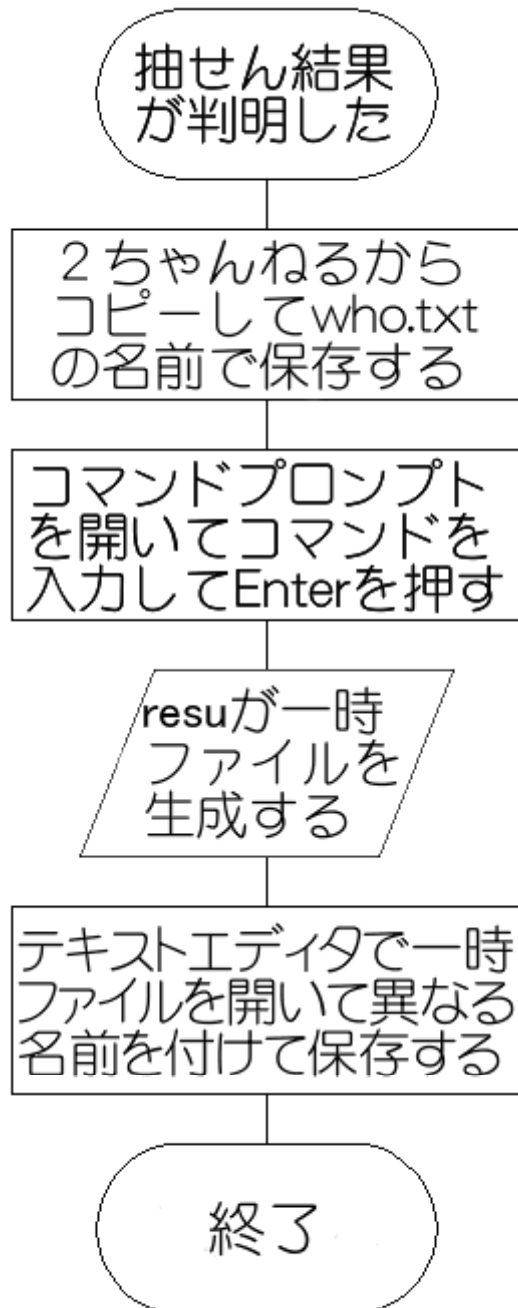 抽せん結果
が判明した
２ちゃんねるから
コピーしてwho.txt
の名前で保存する
コマンドプロンプト
を開いてコマンドを
入力してEnterを押す
resuが一時
ファイルを
生成する
テキストエディタで一時
ファイルを開いて異なる
名前を付けて保存する
終了